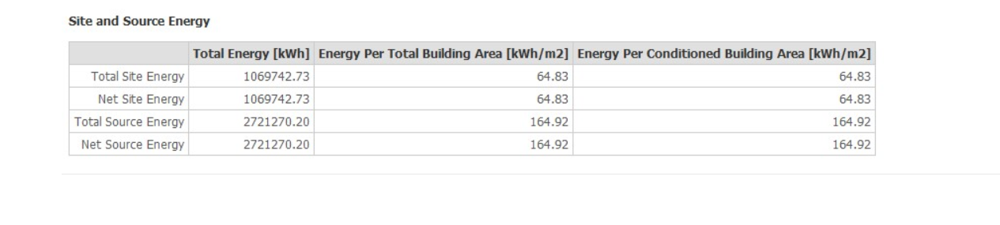 Site and Source Energy
Total Energy [kWh] Energy Per Total Building Area [kWh/m2] Energy Per Conditioned Building Area [kWh/m2]
Total Site Energy 1069742.73 64.83 64.83
Net Site Energy 1069742.73 64.83 64.83
Total Source Energy 2721270.20 164.92 164.92
Net Source Energy 2721270.20 164.92 164.92